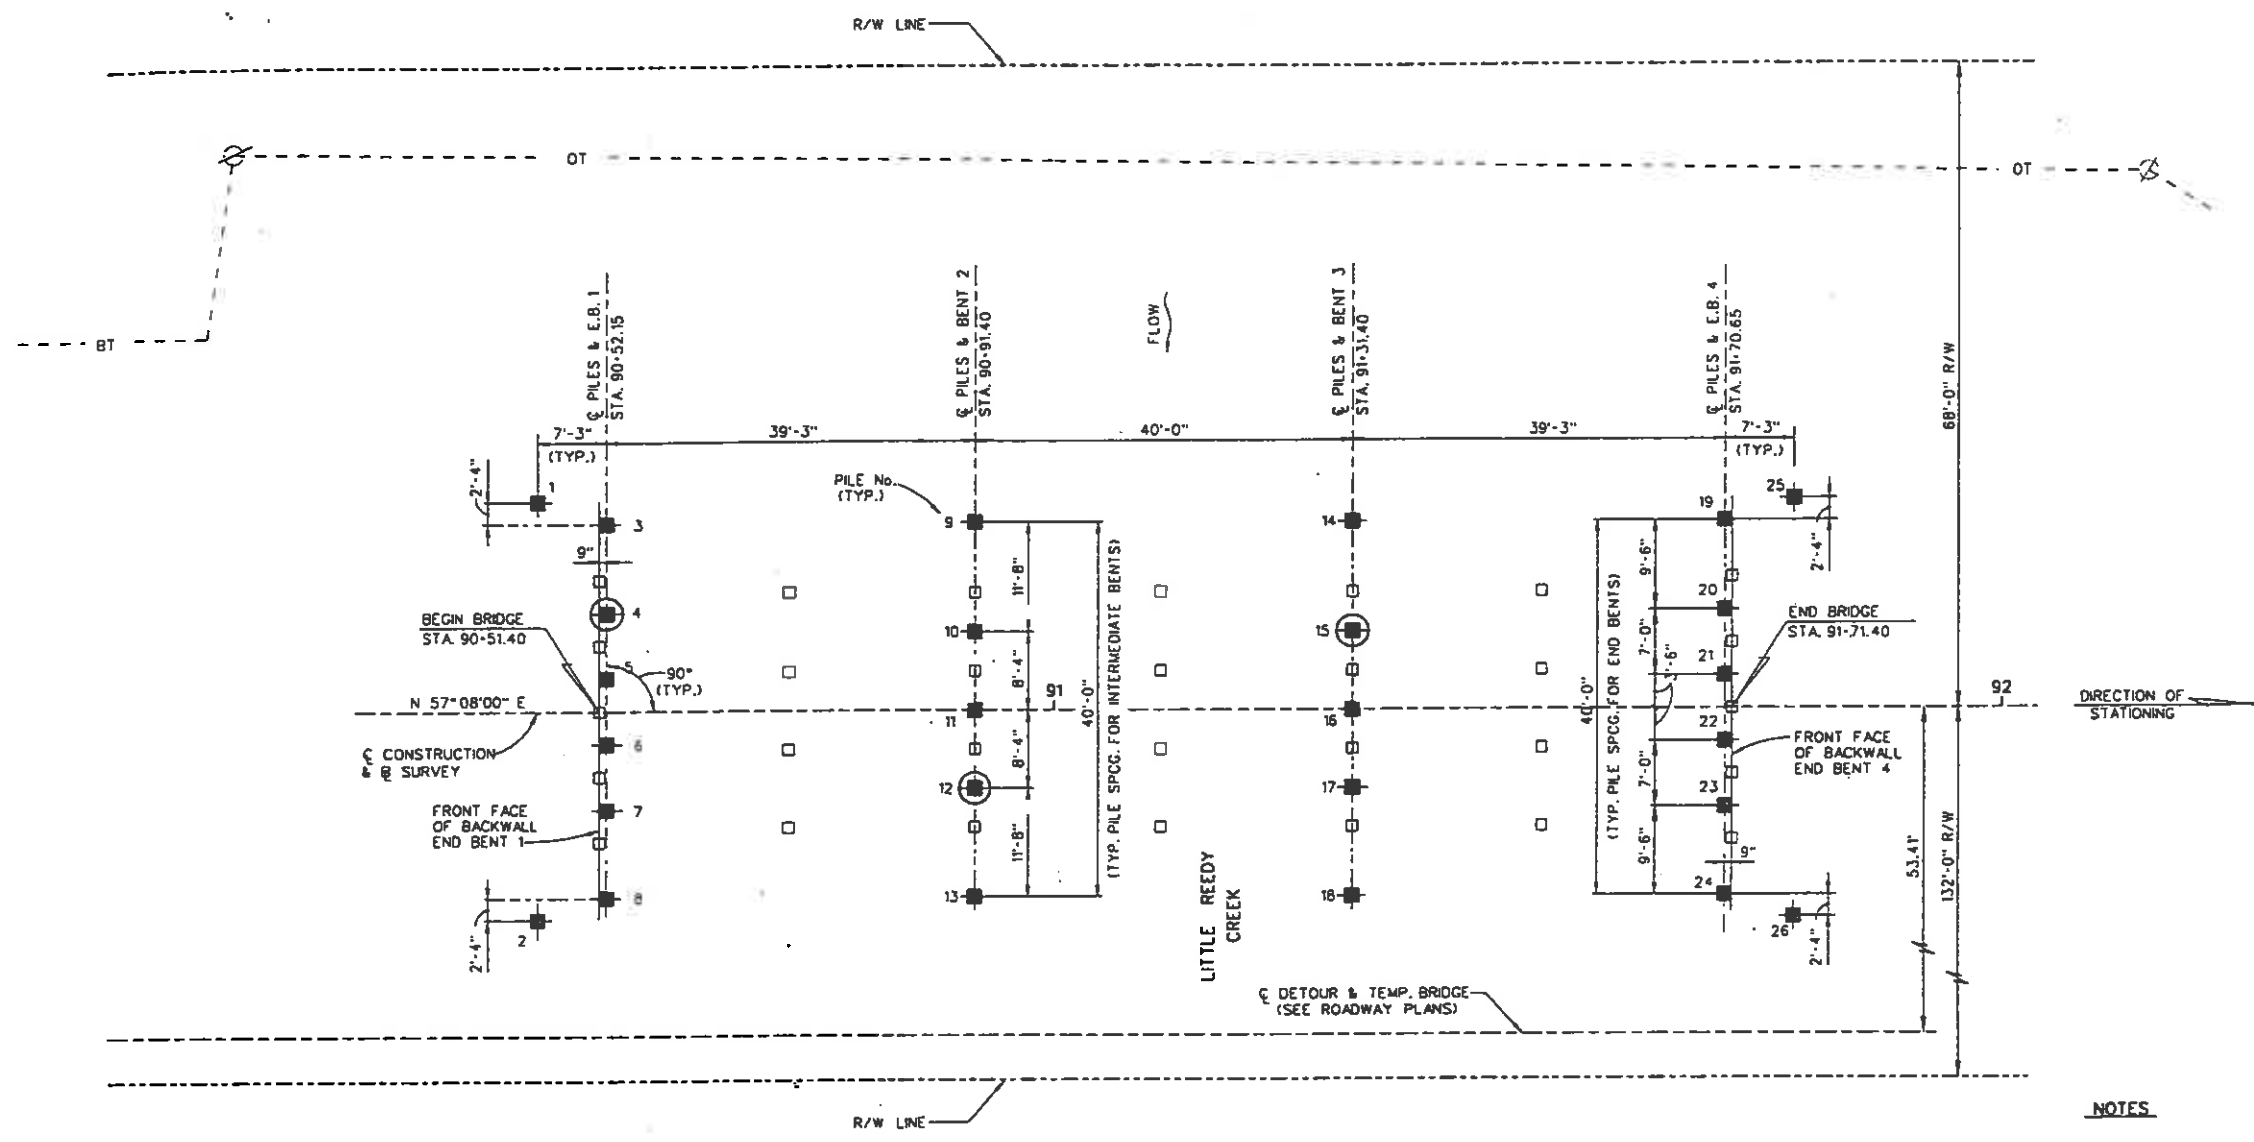 R/W LINE
OT
OT
BT
℄ PILES & E.B. 1
STA. 90+52.15
℄ PILES & BENT 2
STA. 90+91.40
FLOW
℄ PILES & BENT 3
STA. 91+31.40
℄ PILES & E.B. 4
STA. 91+70.65
68'-0" R/W
7'-3"
(TYP.)
39'-3"
40'-0"
39'-3"
7'-3"
(TYP.)
2'-4"
1
PILE No.
(TYP.)
25
3
9
14
19
2'-4"
9"
11'-8"
9'-6"
4
10
15
20
BEGIN BRIDGE
STA. 90+51.40
END BRIDGE
STA. 91+71.40
5
90°
(TYP.)
8'-4"
40'-0"
(TYP. PILE SPCG. FOR INTERMEDIATE BENTS)
40'-0"
(TYP. PILE SPCG. FOR END BENTS)
7'-0"
21
N 57°08'00" E
91
92
DIRECTION OF
STATIONING
11
16
22
℄ CONSTRUCTION
& B SURVEY
6
8'-4"
7'-0"
FRONT FACE
OF BACKWALL
END BENT 4
12
17
23
FRONT FACE
OF BACKWALL
END BENT 1
7
11'-8"
9'-6"
9"
53.41'
132'-0" R/W
8
13
18
24
2'-4"
2
26
2'-4"
LITTLE REEDY
CREEK
℄ DETOUR & TEMP. BRIDGE
(SEE ROADWAY PLANS)
R/W LINE
NOTES